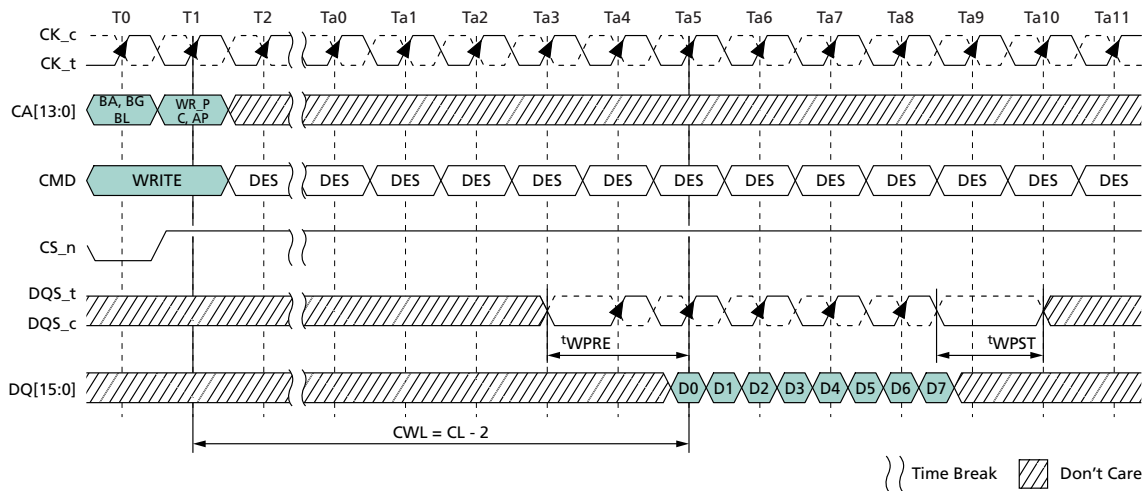 T0 T1 T2 Ta0 Ta1 Ta2 Ta3 Ta4 Ta5 Ta6 Ta7 Ta8 Ta9 Ta10 Ta11
CK_c
CK_t
CA[13:0] BA, BG WR_P
BL C, AP
CMD WRITE DES DES DES DES DES DES DES DES DES DES DES DES DES
CS_n
DQS_t
DQS_c
tWPRE tWPST
DQ[15:0] D0 D1 D2 D3 D4 D5 D6 D7
CWL = CL - 2
Time Break Don't Care